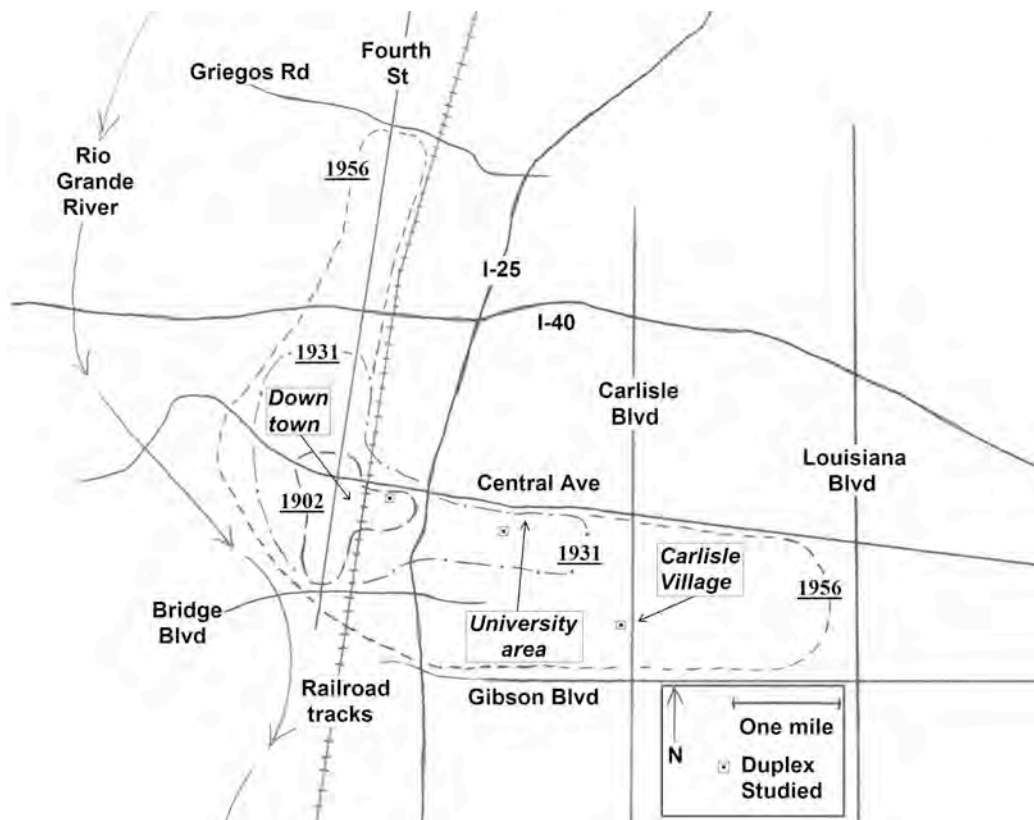 Fourth
St
Griegos Rd
Rio
Grande
River
1956
I-25
I-40
1931
Down
town
Carlisle
Blvd
Louisiana
Blvd
Central Ave
1902
1931
Carlisle
Village
1956
Bridge
Blvd
University
area
Railroad
tracks
Gibson Blvd
One mile
N
Duplex
Studied